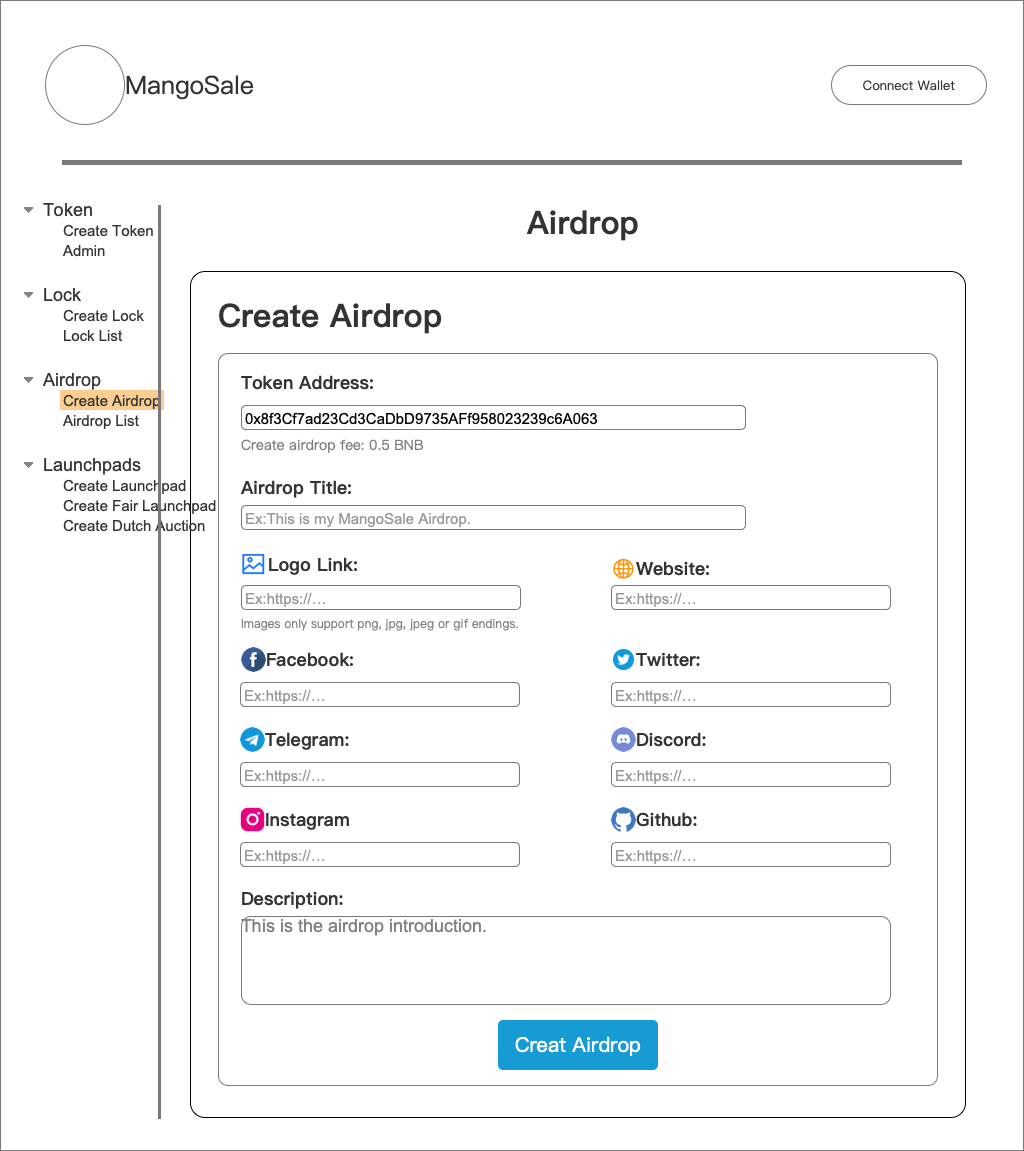 MangoSale
Connect Wallet
Token
Create Token
Admin
Lock
Create Lock
Lock List
Airdrop
Create Airdrop
Airdrop List
Launchpads
Create Launchpad
Create Fair Launchpad
Create Dutch Auction
Airdrop
Create Airdrop
Token Address:
0x8f3Cf7ad23Cd3CaDbD9735AFf958023239c6A063
Create airdrop fee: 0.5 BNB
Airdrop Title:
Ex:This is my MangoSale Airdrop.
Logo Link:
Ex:https://…
Images only support png, jpg, jpeg or gif endings.
Website:
Ex:https://…
Facebook:
Ex:https://…
Twitter:
Ex:https://…
Telegram:
Ex:https://…
Discord:
Ex:https://…
Instagram
Ex:https://…
Github:
Ex:https://…
Description:
This is the airdrop introduction.
Creat Airdrop